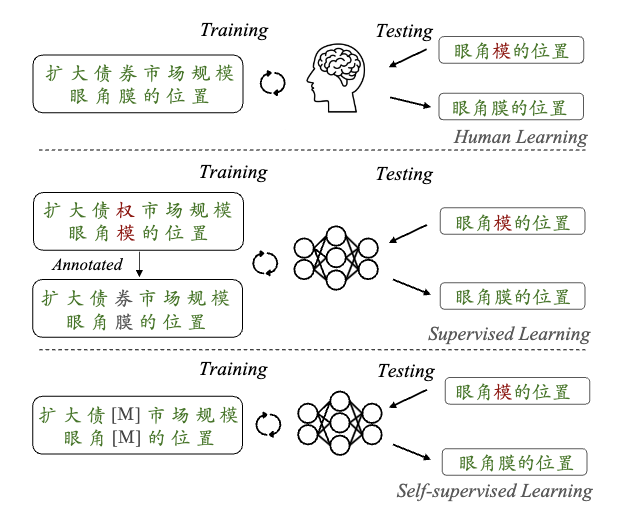 Training
Testing
扩大债券市场规模
眼角膜的位置
眼角模的位置
眼角膜的位置
Human Learning
Training
Testing
扩大债权市场规模
眼角模的位置
Annotated
扩大债券市场规模
眼角膜的位置
眼角模的位置
眼角膜的位置
Supervised Learning
Training
Testing
扩大债[M]市场规模
眼角[M]的位置
眼角模的位置
眼角膜的位置
Self-supervised Learning